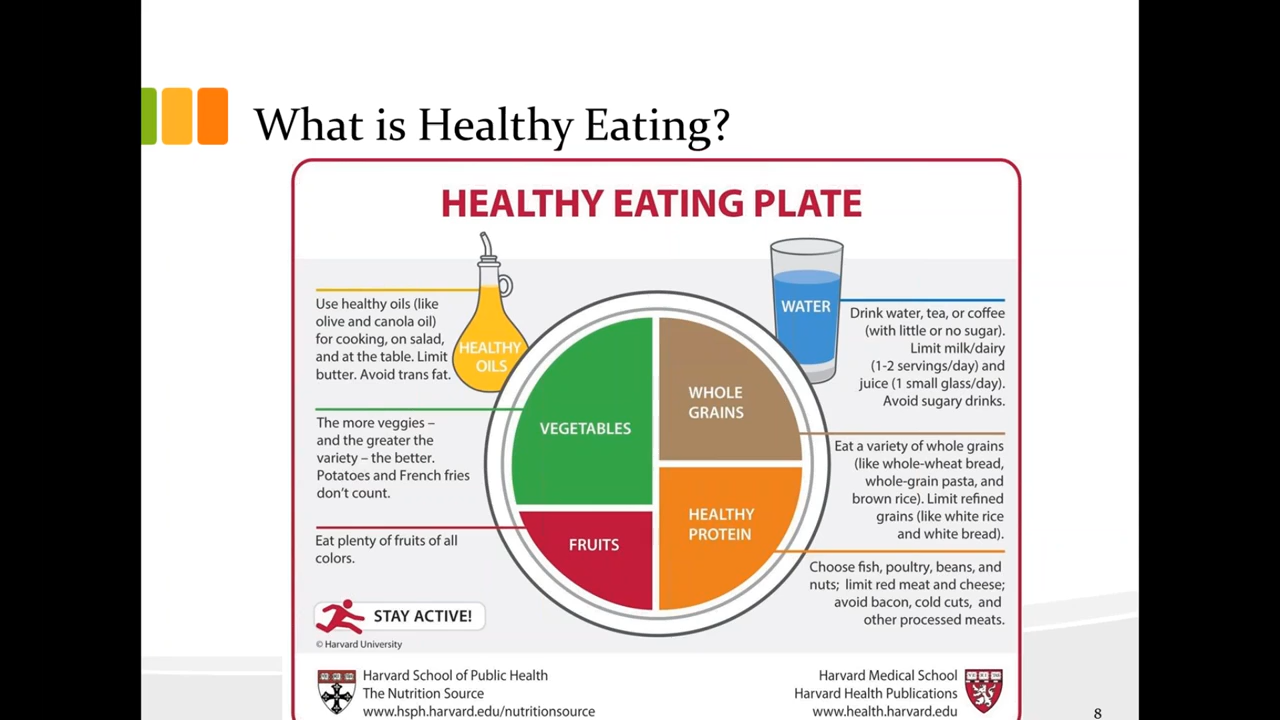 What is Healthy Eating?
HEALTHY EATING PLATE
Use healthy oils (like
olive and canola oil)
for cooking, on salad,
and at the table. Limit
butter. Avoid trans fat.
HEALTHY
OILS
WATER
Drink water, tea, or coffee
(with little or no sugar).
Limit milk/dairy
(1-2 servings/day) and
juice (1 small glass/day).
Avoid sugary drinks.
The more veggies –
and the greater the
variety – the better.
Potatoes and French fries
don't count.
VEGETABLES
WHOLE
GRAINS
Eat a variety of whole grains
(like whole-wheat bread,
whole-grain pasta, and
brown rice). Limit refined
grains (like white rice
and white bread).
Eat plenty of fruits of all
colors.
FRUITS
HEALTHY
PROTEIN
Choose fish, poultry, beans, and
nuts; limit red meat and cheese;
avoid bacon, cold cuts, and
other processed meats.
STAY ACTIVE!
© Harvard University
Harvard School of Public Health
The Nutrition Source
www.hsph.harvard.edu/nutritionsource
Harvard Medical School
Harvard Health Publications
www.health.harvard.edu
8